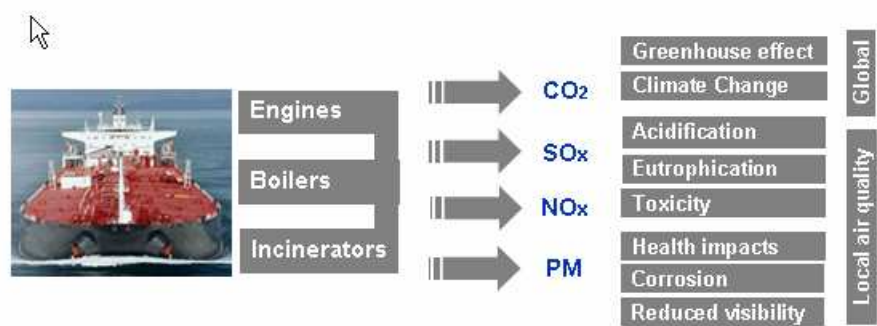 Engines
Boilers
Incinerators
CO₂
SOx
NOx
PM
Greenhouse effect
Climate Change
Acidification
Eutrophication
Toxicity
Health impacts
Corrosion
Reduced visibility
Global
Local air quality